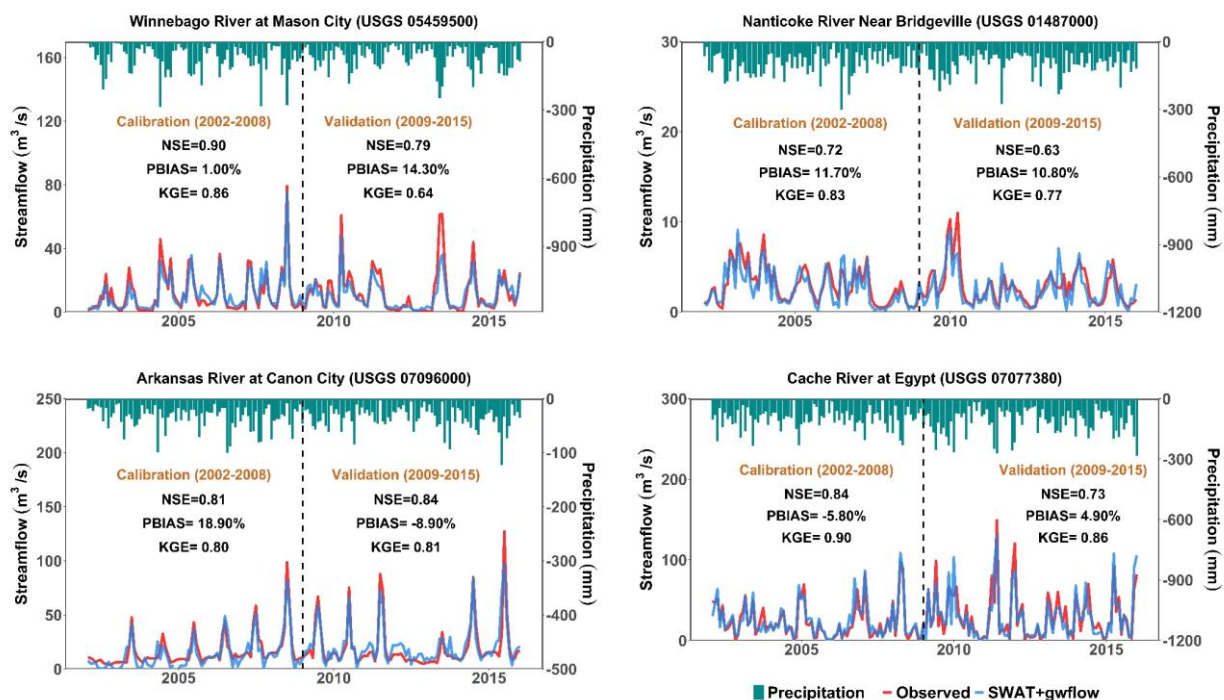 Winnebago River at Mason City (USGS 05459500)
Streamflow (m³/s)
160
120
80
40
0
Calibration (2002-2008)
NSE=0.90
PBIAS= 1.00%
KGE= 0.86
Validation (2009-2015)
NSE=0.79
PBIAS= 14.30%
KGE= 0.64
0
-300
-600
-900
-1200
Precipitation (mm)
2005
2010
2015
Nanticoke River Near Bridgeville (USGS 01487000)
Streamflow (m³/s)
30
20
10
0
Calibration (2002-2008)
NSE=0.72
PBIAS= 11.70%
KGE= 0.83
Validation (2009-2015)
NSE=0.63
PBIAS= 10.80%
KGE= 0.77
0
-300
-600
-900
-1200
Precipitation (mm)
2005
2010
2015
Arkansas River at Canon City (USGS 07096000)
Streamflow (m³/s)
250
200
150
100
50
0
Calibration (2002-2008)
NSE=0.81
PBIAS= 18.90%
KGE= 0.80
Validation (2009-2015)
NSE=0.84
PBIAS= -8.90%
KGE= 0.81
0
-100
-200
-300
-400
-500
Precipitation (mm)
2005
2010
2015
Cache River at Egypt (USGS 07077380)
Streamflow (m³/s)
300
200
100
0
Calibration (2002-2008)
NSE=0.84
PBIAS= -5.80%
KGE= 0.90
Validation (2009-2015)
NSE=0.73
PBIAS= 4.90%
KGE= 0.86
0
-300
-600
-900
-1200
Precipitation (mm)
2005
2010
2015
Precipitation
Observed
SWAT+gwflow